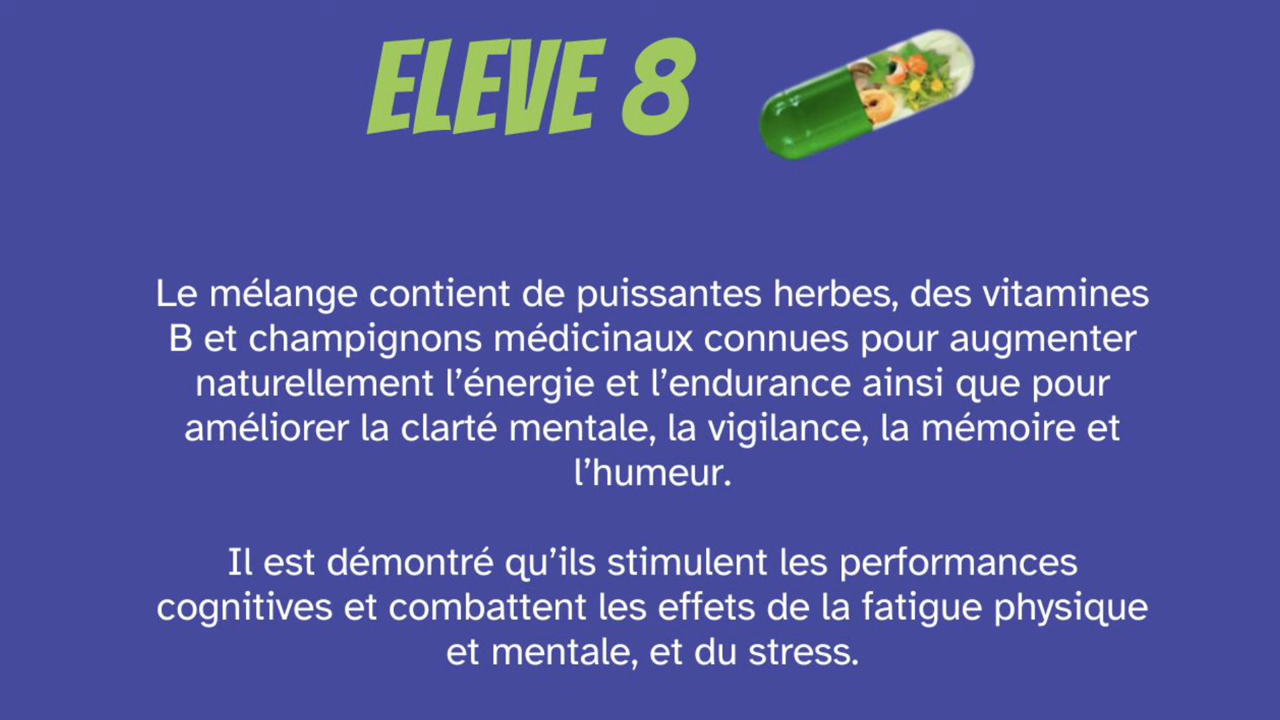 ELEVE 8
Le mélange contient de puissantes herbes, des vitamines
B et champignons médicinaux connues pour augmenter
naturellement l’énergie et l’endurance ainsi que pour
améliorer la clarté mentale, la vigilance, la mémoire et
l’humeur.
Il est démontré qu’ils stimulent les performances
cognitives et combattent les effets de la fatigue physique
et mentale, et du stress.